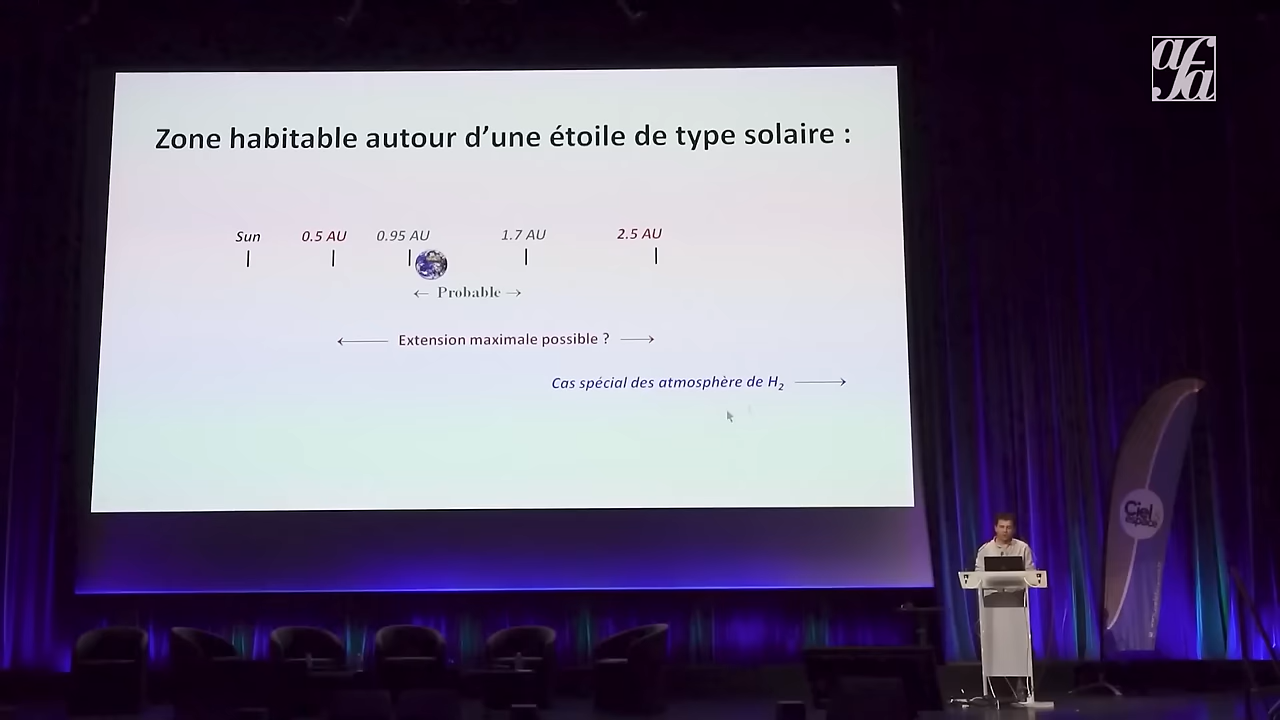 afa
Zone habitable autour d’une étoile de type solaire :
Sun 0.5 AU 0.95 AU 1.7 AU 2.5 AU
← Probable →
Extension maximale possible ?
Cas spécial des atmosphère de H₂
Ciel &
espace